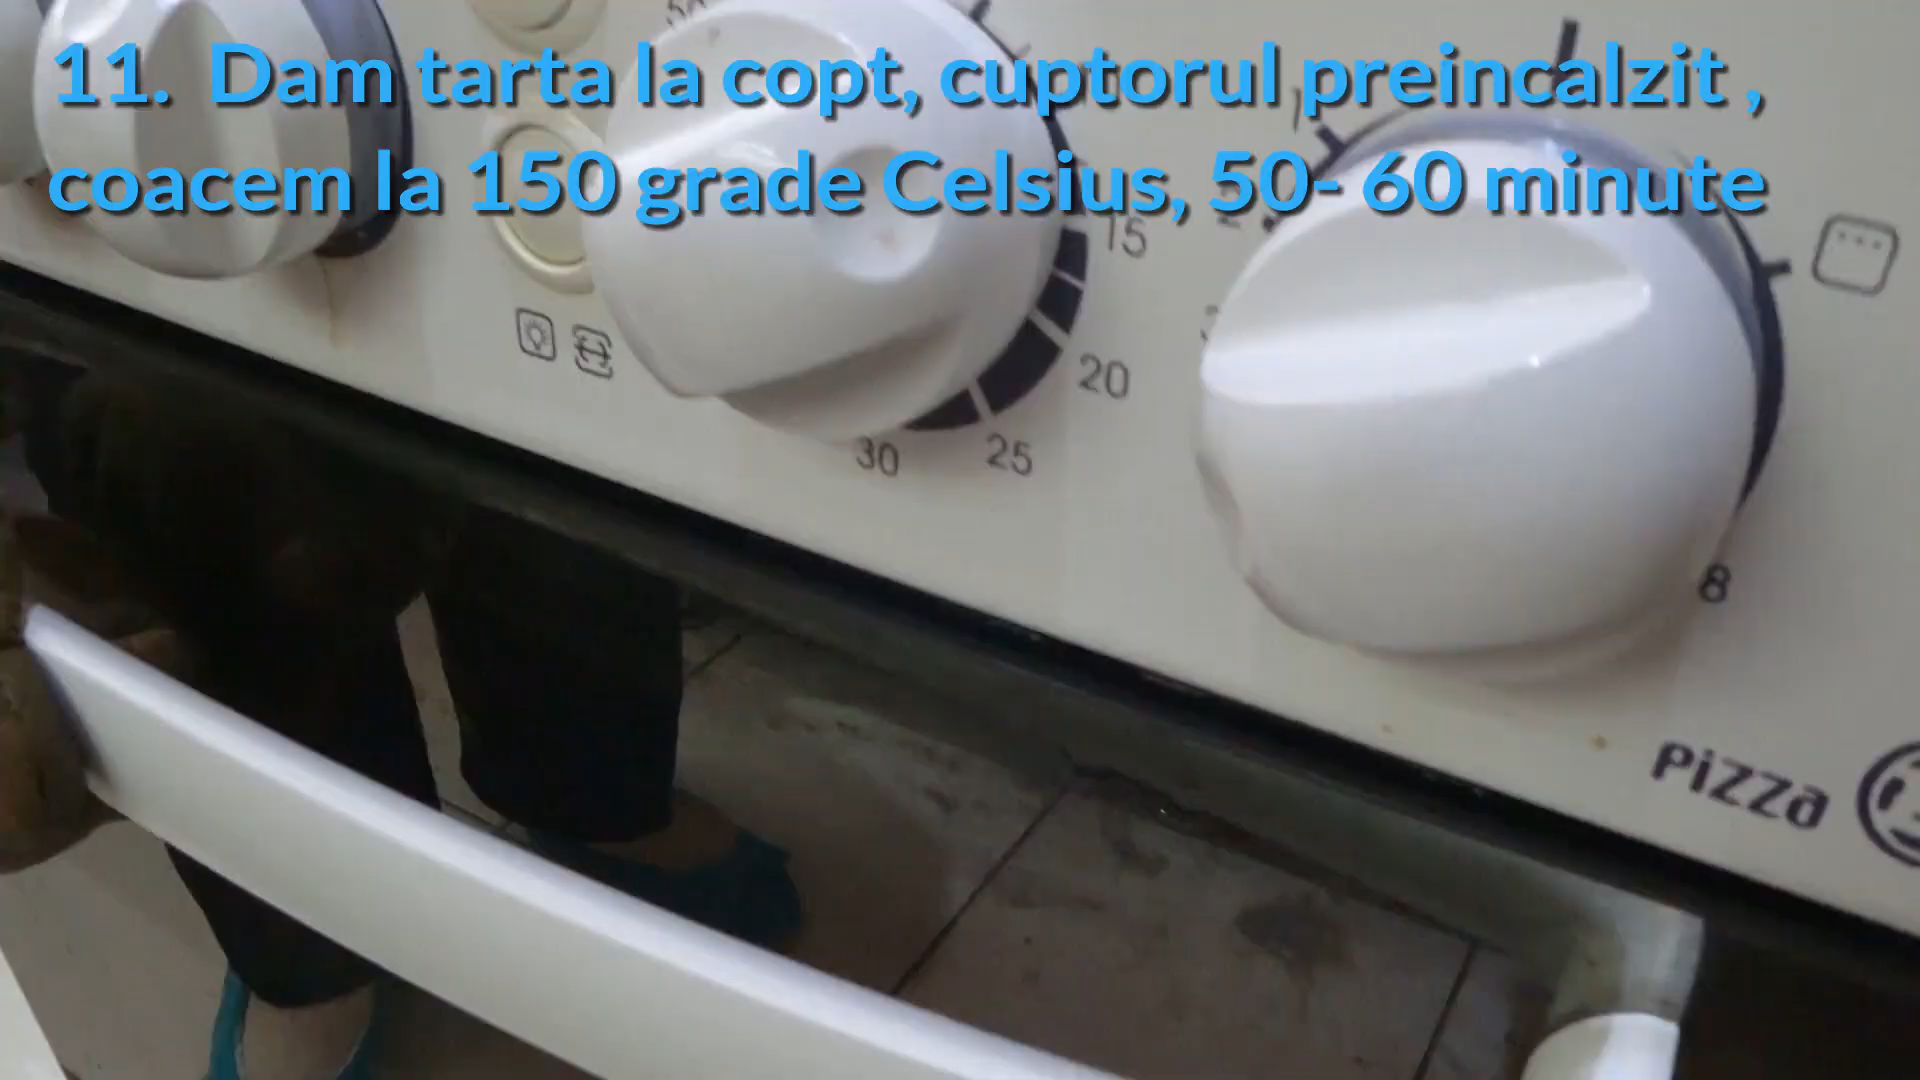 11. Dam tarta la copt, cuptorul preincalzit ,
coacem la 150 grade Celsius, 50- 60 minute
15
20
25
30
8
PiZZa